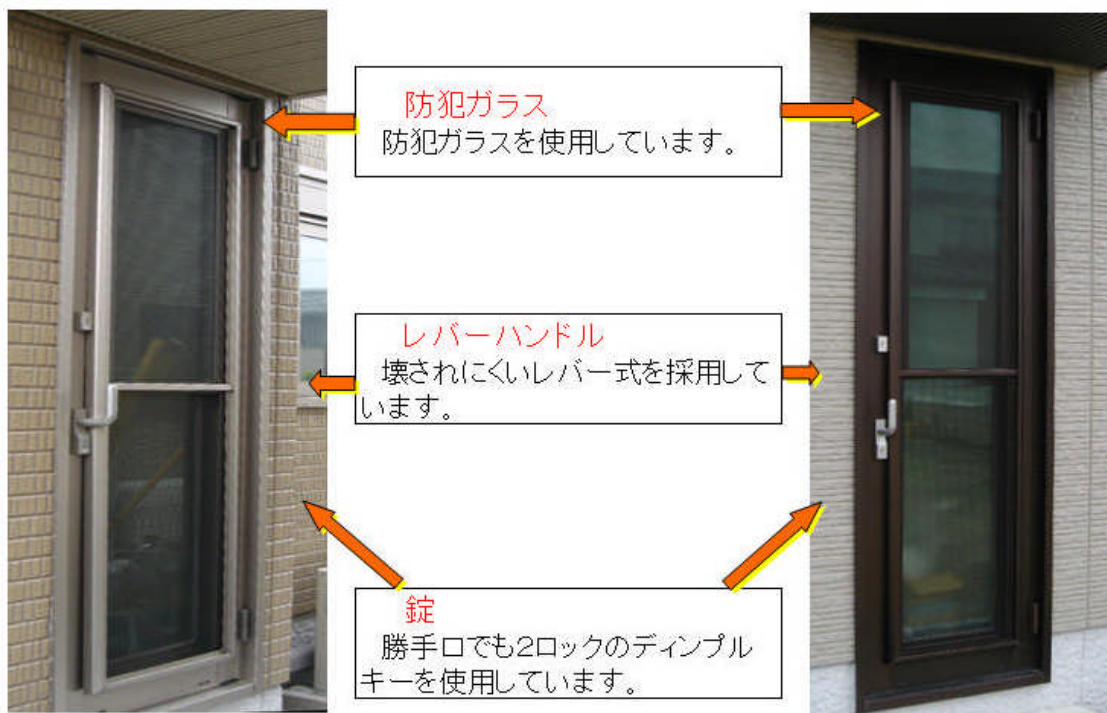 防犯ガラス
防犯ガラスを使用しています。
レバーハンドル
壊されにくいレバー式を採用して
います。
錠
勝手口でも2ロックのディンプル
キーを使用しています。